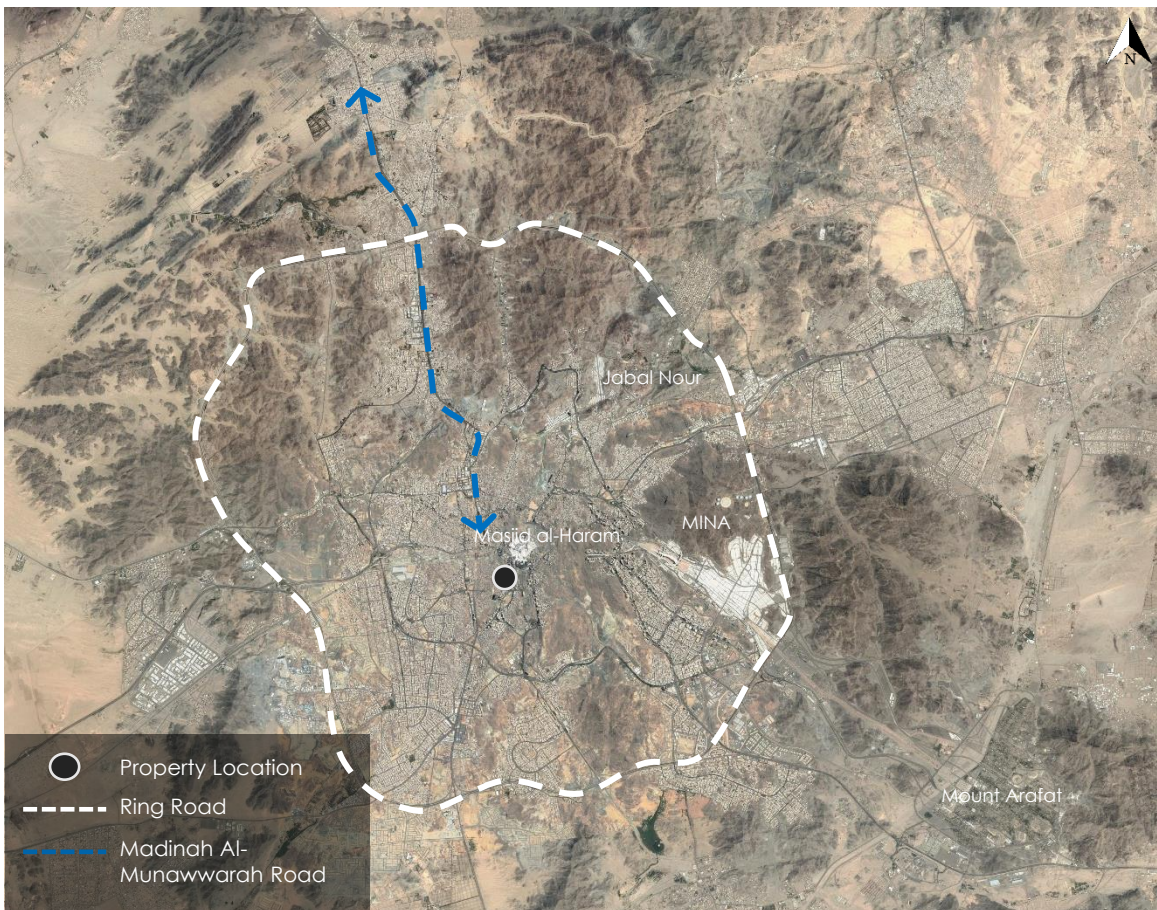 N
Jabal Nour
MINA
Masjid al-Haram
Mount Arafat
Property Location
Ring Road
Madinah Al-
Munawwarah Road